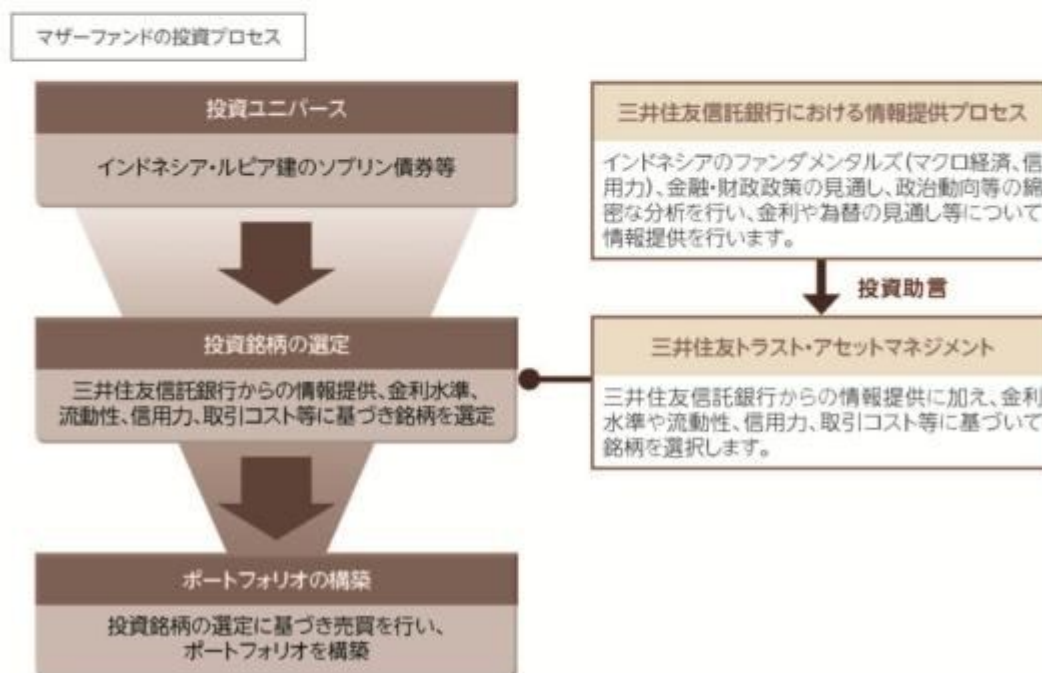 マザーファンドの投資プロセス
投資ユニバース
インドネシア・ルピア建のソブリン債券等
投資銘柄の選定
三井住友信託銀行からの情報提供、金利水準、
流動性、信用力、取引コスト等に基づき銘柄を選定
ポートフォリオの構築
投資銘柄の選定に基づき売買を行い、
ポートフォリオを構築
三井住友信託銀行における情報提供プロセス
インドネシアのファンダメンタルズ(マクロ経済、信
用力)、金融・財政政策の見通し、政治動向等の綿
密な分析を行い、金利や為替の見通し等について
情報提供を行います。
投資助言
三井住友トラスト・アセットマネジメント
三井住友信託銀行からの情報提供に加え、金利
水準や流動性、信用力、取引コスト等に基づいて
銘柄を選択します。